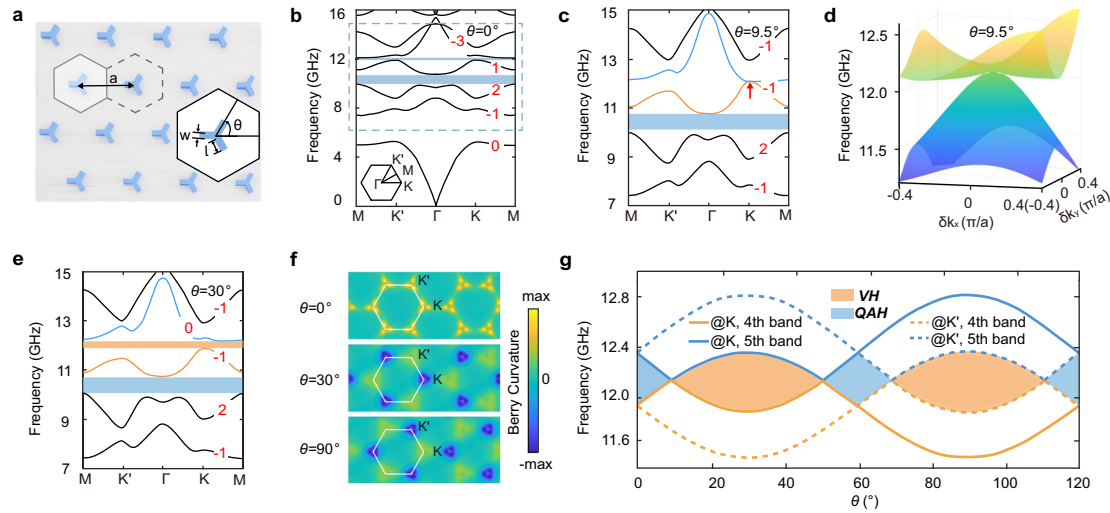 a
a
w
l
θ
b
θ=0°
Frequency (GHz)
16
15
10
5
0
-3
1
2
-1
0
K'
M
Γ
K
M K' Γ K M
c
θ=9.5°
Frequency (GHz)
15
13
11
9
7
-1
-1
2
-1
M K' Γ K M
d
θ=9.5°
Frequency (GHz)
12.5
12.0
11.5
-0.4 0 0.4(-0.4) 0 0.4
δkₓ (π/a)
δkᵧ (π/a)
e
θ=30°
Frequency (GHz)
15
13
11
9
7
-1
0
-1
2
-1
M K' Γ K M
f
θ=0°
K'
K
θ=30°
K'
K
θ=90°
K'
K
max
0
-max
Berry Curvature
g
Frequency (GHz)
12.8
12.4
12.0
11.6
VH
QAH
@K, 4th band
@K, 5th band
@K', 4th band
@K', 5th band
0 20 40 60 80 100 120
θ (°)